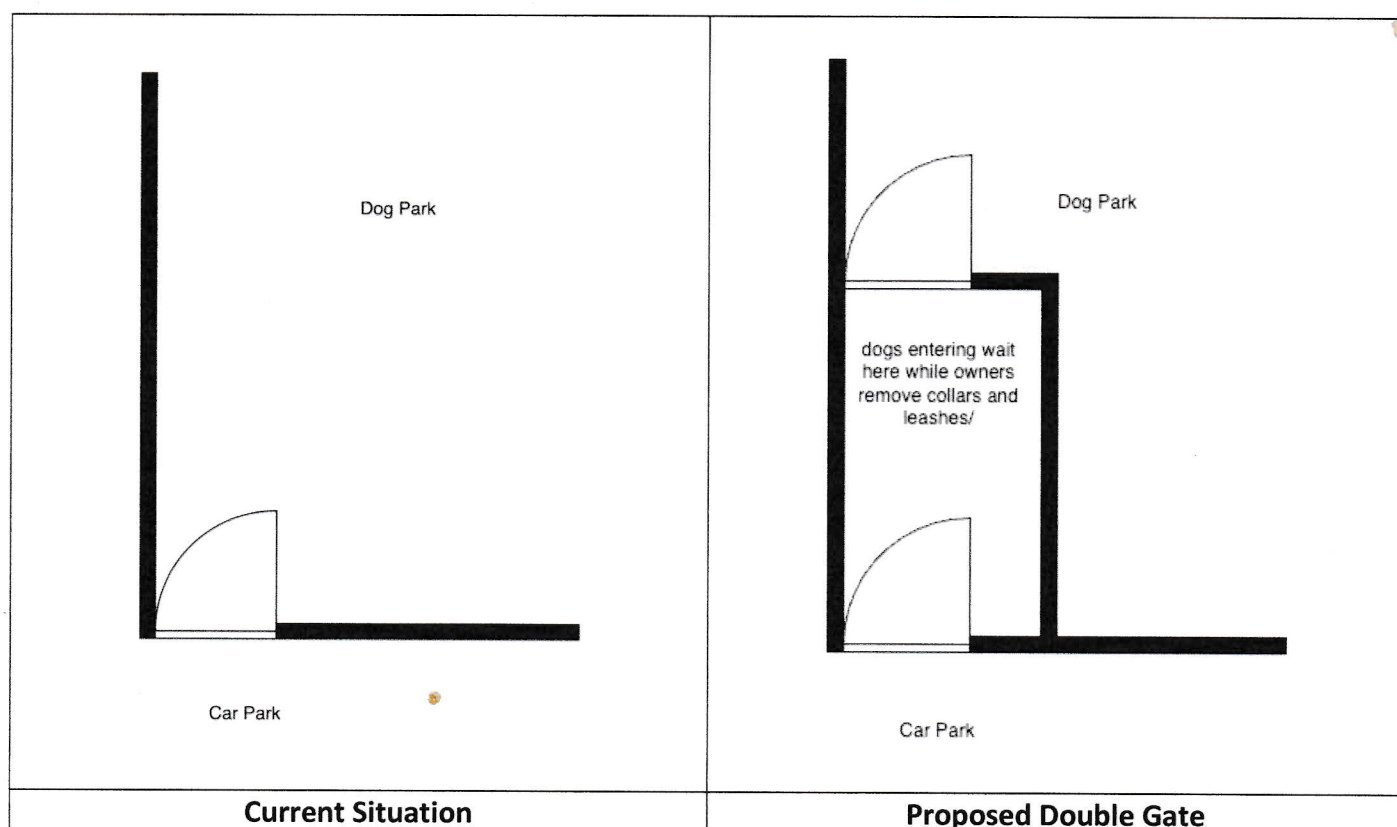 Dog Park
Car Park
Current Situation
Dog Park
dogs entering wait
here while owners
remove collars and
leashes/
Car Park
Proposed Double Gate